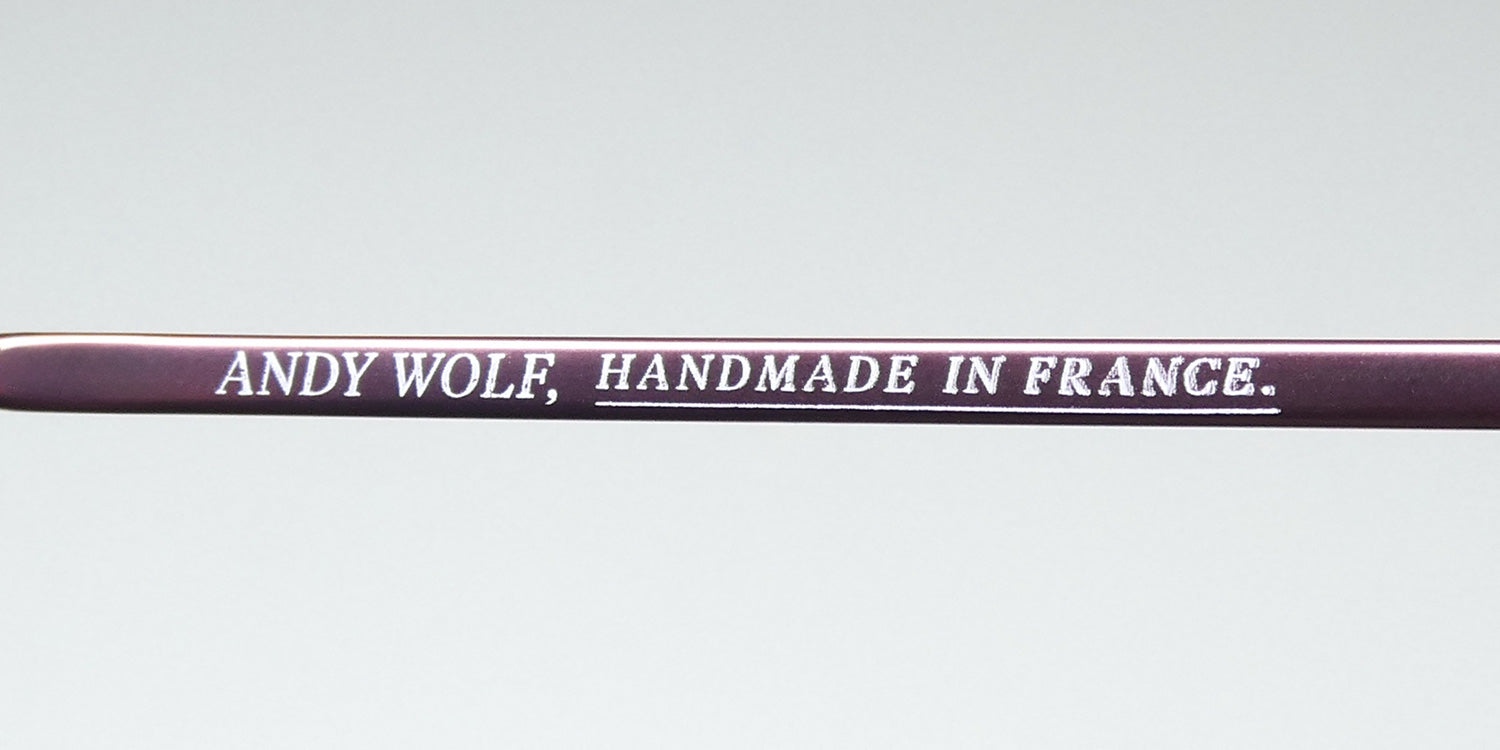 ANDY WOLF, HANDMADE IN FRANCE.